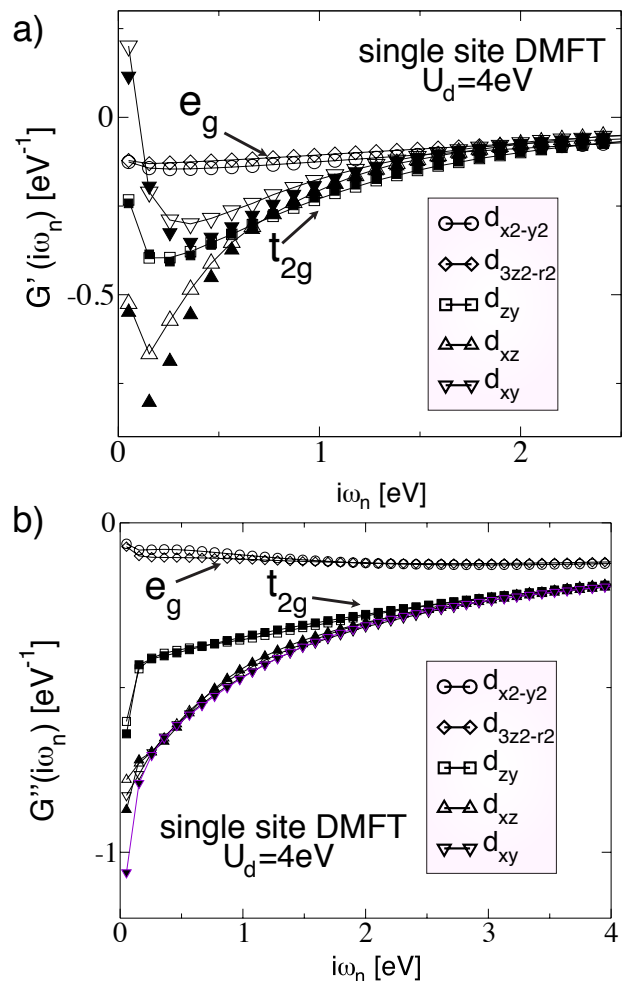 a)
single site DMFT
U_d=4eV
0
e_g
G' (iω_n) [eV^-1]
d_x2-y2
d_3z2-r2
d_zy
d_xz
d_xy
t_2g
-0.5
0 1 2
iω_n [eV]
b)
0
e_g
t_2g
G''(iω_n) [eV^-1]
d_x2-y2
d_3z2-r2
d_zy
d_xz
d_xy
single site DMFT
U_d=4eV
-1
0 1 2 3 4
iω_n [eV]